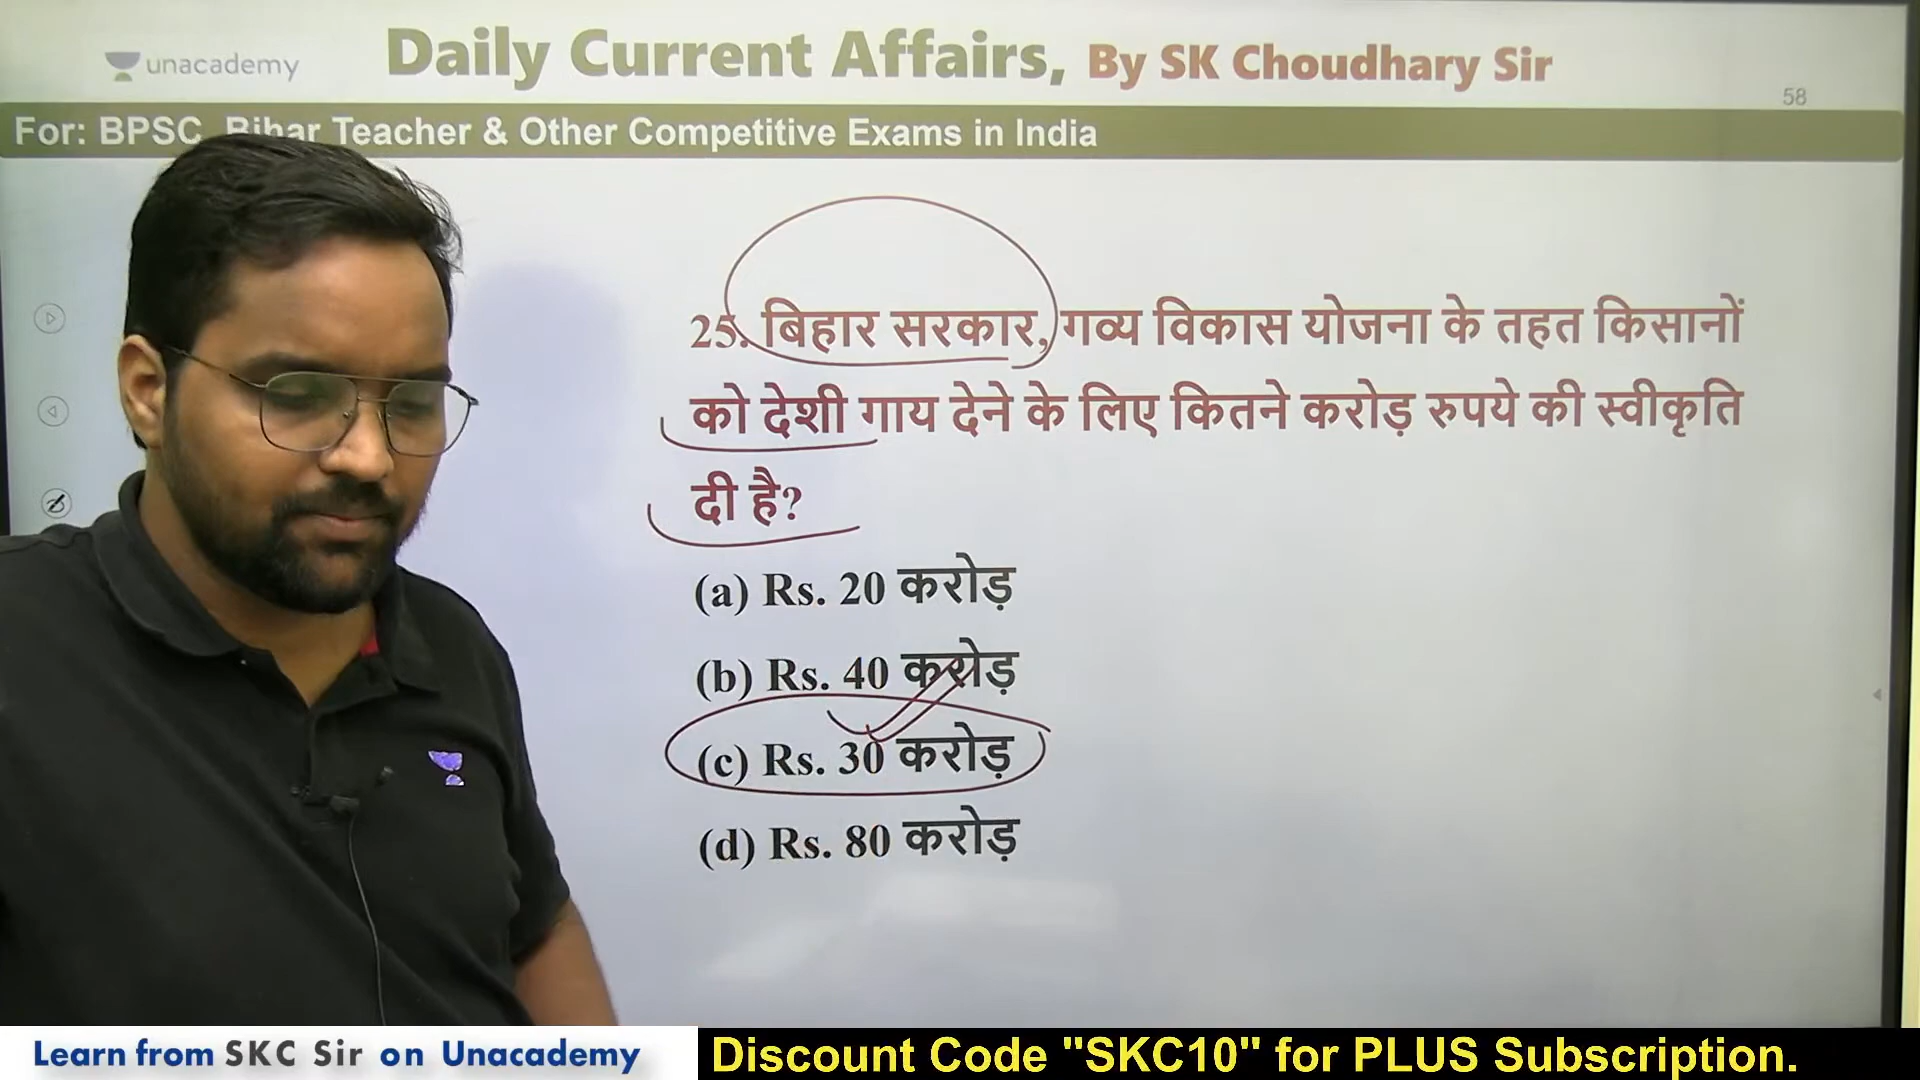 unacademy
Daily Current Affairs, By SK Choudhary Sir
58
For: BPSC, Bihar Teacher & Other Competitive Exams in India
25. बिहार सरकार, गव्य विकास योजना के तहत किसानों
को देशी गाय देने के लिए कितने करोड़ रुपये की स्वीकृति
दी है?
(a) Rs. 20 करोड़
(b) Rs. 40 करोड़
(c) Rs. 30 करोड़
(d) Rs. 80 करोड़
Learn from SKC Sir on Unacademy
Discount Code "SKC10" for PLUS Subscription.